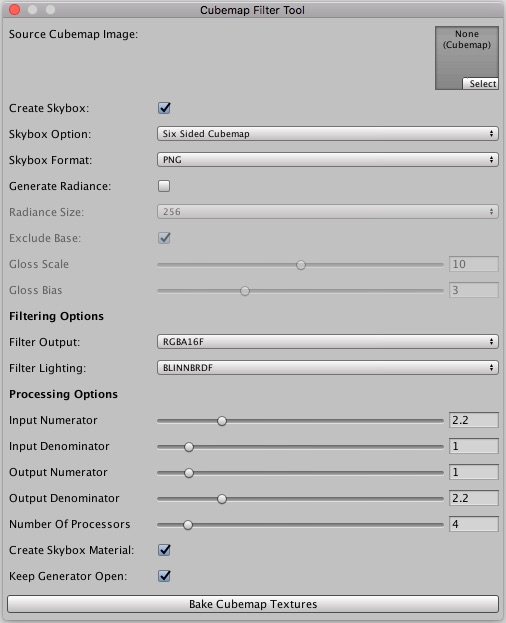 Cubemap Filter Tool
Source Cubemap Image:
None
(Cubemap)
Select
Create Skybox:
Skybox Option: Six Sided Cubemap
Skybox Format: PNG
Generate Radiance:
Radiance Size: 256
Exclude Base:
Gloss Scale 10
Gloss Bias 3
Filtering Options
Filter Output: RGBA16F
Filter Lighting: BLINNBRDF
Processing Options
Input Numerator 2.2
Input Denominator 1
Output Numerator 1
Output Denominator 2.2
Number Of Processors 4
Create Skybox Material:
Keep Generator Open:
Bake Cubemap Textures